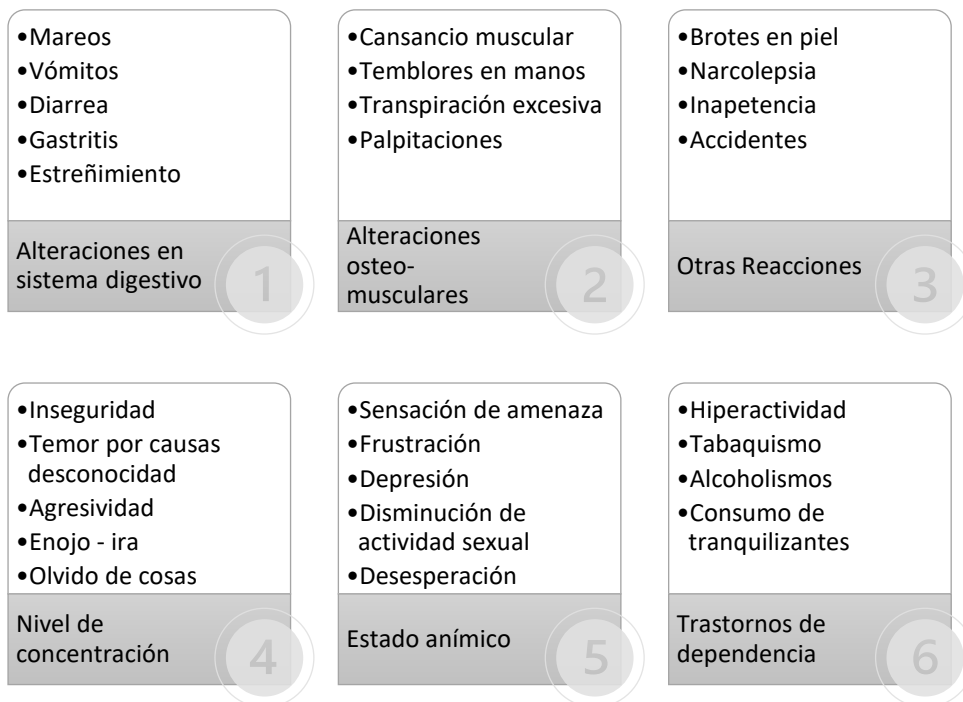 •Mareos
•Vómitos
•Diarrea
•Gastritis
•Estreñimiento
Alteraciones en
sistema digestivo
1
•Cansancio muscular
•Temblores en manos
•Transpiración excesiva
•Palpitaciones
Alteraciones
osteo-
musculares
2
•Brotes en piel
•Narcolepsia
•Inapetencia
•Accidentes
Otras Reacciones
3
•Inseguridad
•Temor por causas
desconocidad
•Agresividad
•Enojo - ira
•Olvido de cosas
Nivel de
concentración
4
•Sensación de amenaza
•Frustración
•Depresión
•Disminución de
actividad sexual
•Desesperación
Estado anímico
5
•Hiperactividad
•Tabaquismo
•Alcoholismos
•Consumo de
tranquilizantes
Trastornos de
dependencia
6